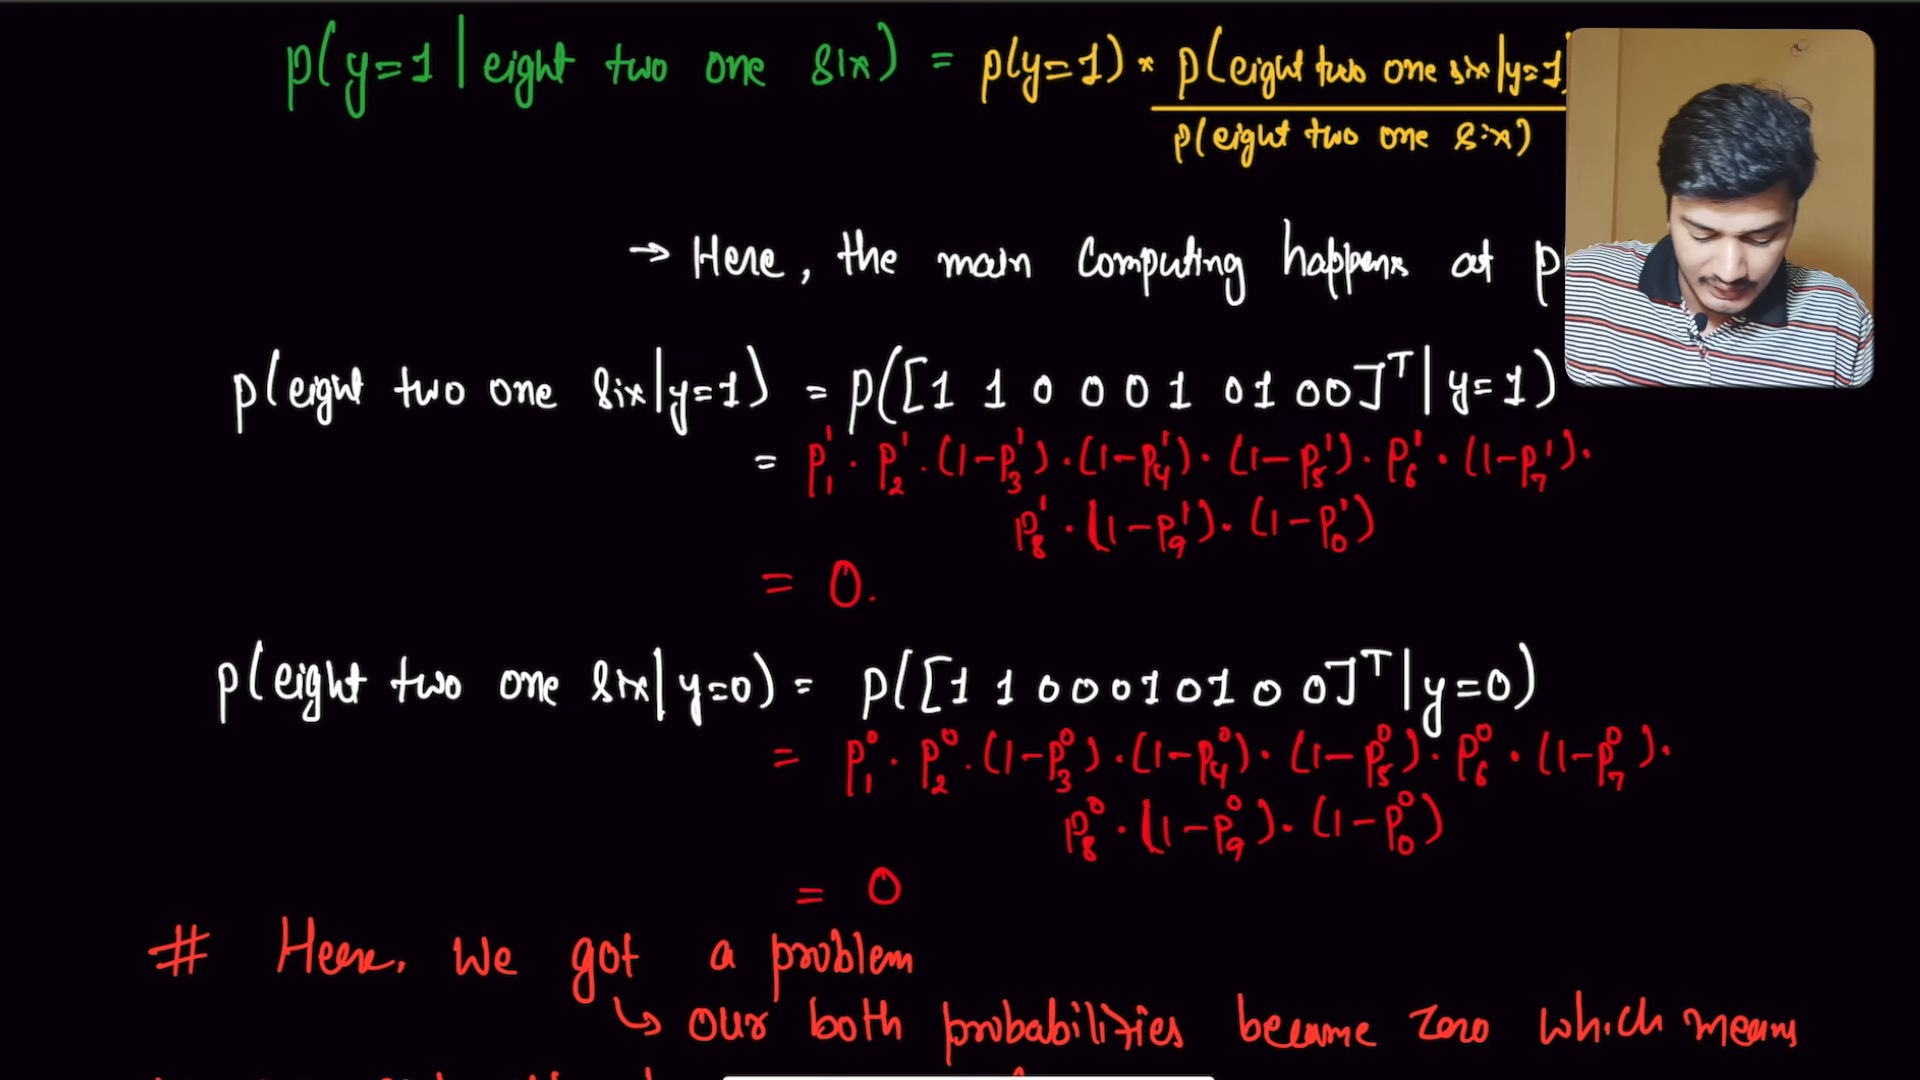 p(y=1 | eight two one six) = p(y=1) * p(eight two one six|y=1)
p(eight two one six)
→ Here, the main computing happens at p
p(eight two one six|y=1) = p([1 1 0 0 0 1 0 1 0 0]ᵀ | y=1)
= p₁¹ · p₂¹ · (1-p₃¹) · (1-p₄¹) · (1-p₅¹) · p₆¹ · (1-p₇¹) ·
p₈¹ · (1-p₉¹) · (1-p₀¹)
= 0.
p(eight two one six|y=0) = p([1 1 0 0 0 1 0 1 0 0]ᵀ | y=0)
= p₁⁰ · p₂⁰ · (1-p₃⁰) · (1-p₄⁰) · (1-p₅⁰) · p₆⁰ · (1-p₇⁰) ·
p₈⁰ · (1-p₉⁰) · (1-p₀⁰)
= 0
# Here, we got a problem
↳ our both probabilities became zero which means